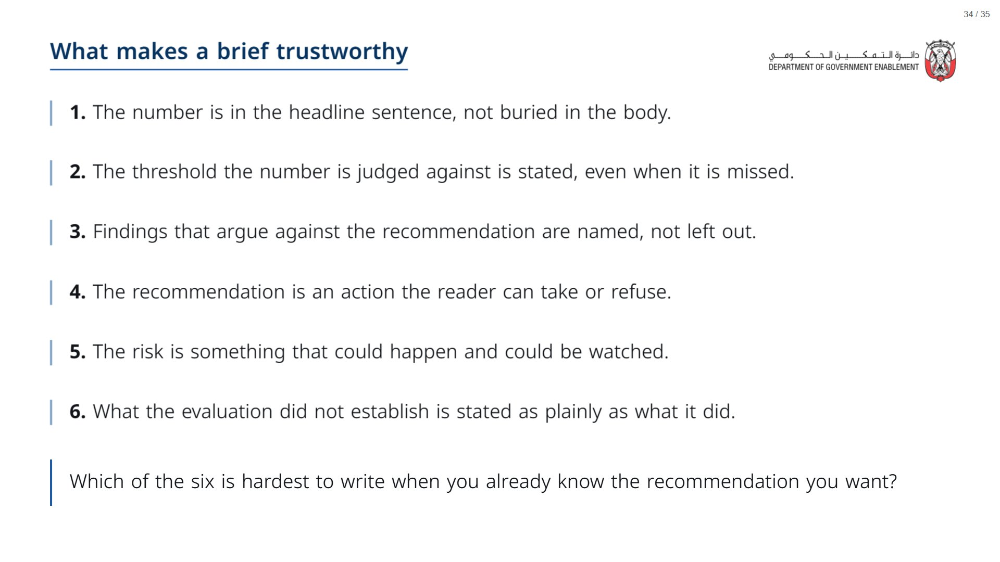 34 / 35
What makes a brief trustworthy
دائـــرة الـتـمـكـــيـــن الـحـكـــومـــي
DEPARTMENT OF GOVERNMENT ENABLEMENT
1. The number is in the headline sentence, not buried in the body.
2. The threshold the number is judged against is stated, even when it is missed.
3. Findings that argue against the recommendation are named, not left out.
4. The recommendation is an action the reader can take or refuse.
5. The risk is something that could happen and could be watched.
6. What the evaluation did not establish is stated as plainly as what it did.
Which of the six is hardest to write when you already know the recommendation you want?